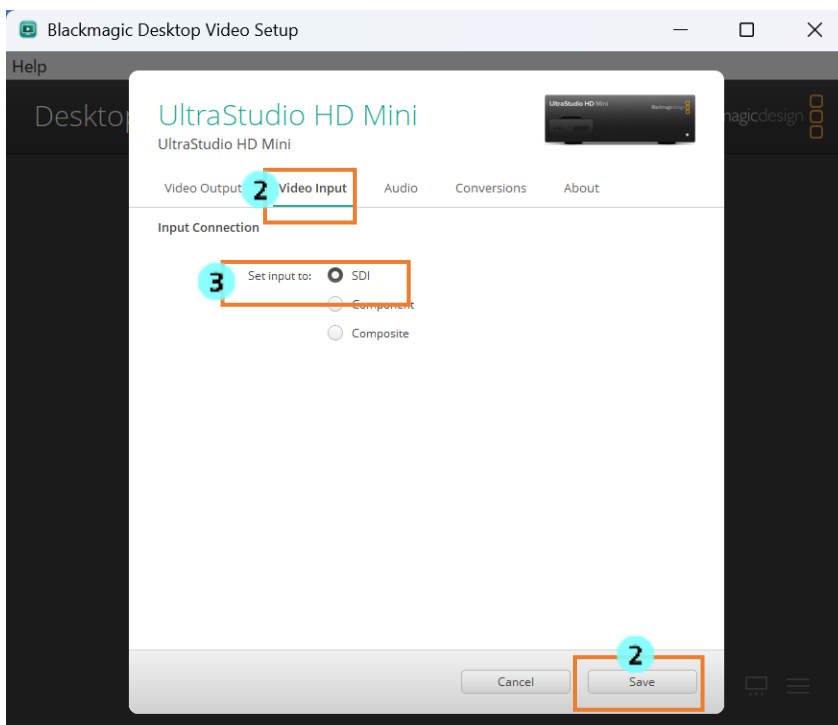 Blackmagic Desktop Video Setup
Help
UltraStudio HD Mini
UltraStudio HD Mini
UltraStudio HD Mini
Blackmagicdesign
Video Output
2
Video Input
Audio
Conversions
About
Input Connection
3
Set input to:
SDI
Component
Composite
2
Cancel
Save